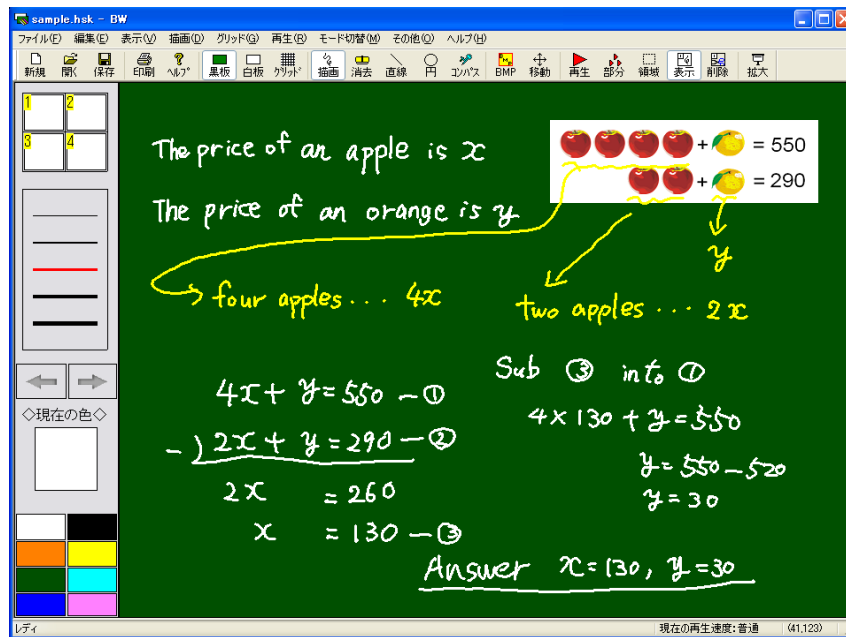 sample.hsk - BW
ファイル(F) 編集(E) 表示(V) 描画(D) グリッド(G) 再生(R) モード切替(M) その他(O) ヘルプ(H)
新規 開く 保存 印刷 ヘルプ 黒板 白板 グリッド 描画 消去 直線 円 コンパス BMP 移動 再生 部分 領域 表示 削除 拡大
1 2
3 4
◇現在の色◇
The price of an apple is x
+ = 550
+ = 290
The price of an orange is y
y
four apples... 4x
two apples... 2x
4x + y = 550 - ①
-) 2x + y = 290 - ②
2x = 260
x = 130 - ③
Sub ③ into ①
4 × 130 + y = 550
y = 550 - 520
y = 30
Answer x = 130, y = 30
レディ
現在の再生速度:普通 (41,123)